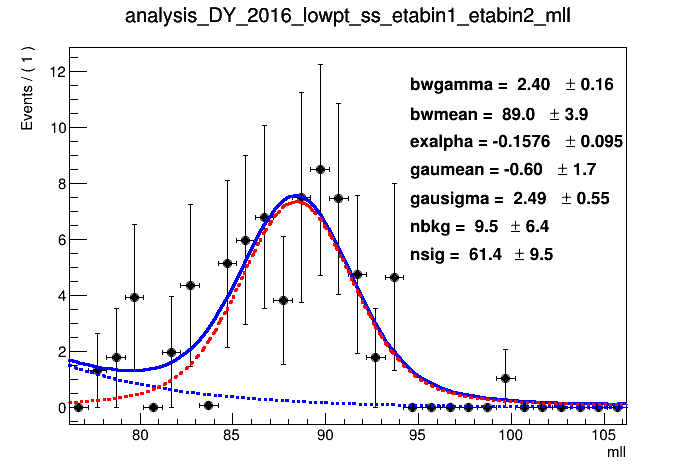 analysis_DY_2016_lowpt_ss_etabin1_etabin2_mll
Events / ( 1 )
12
10
8
6
4
2
0
bwgamma = 2.40 ± 0.16
bwmean = 89.0 ± 3.9
exalpha = -0.1576 ± 0.095
gaumean = -0.60 ± 1.7
gausigma = 2.49 ± 0.55
nbkg = 9.5 ± 6.4
nsig = 61.4 ± 9.5
80 85 90 95 100 105
mll